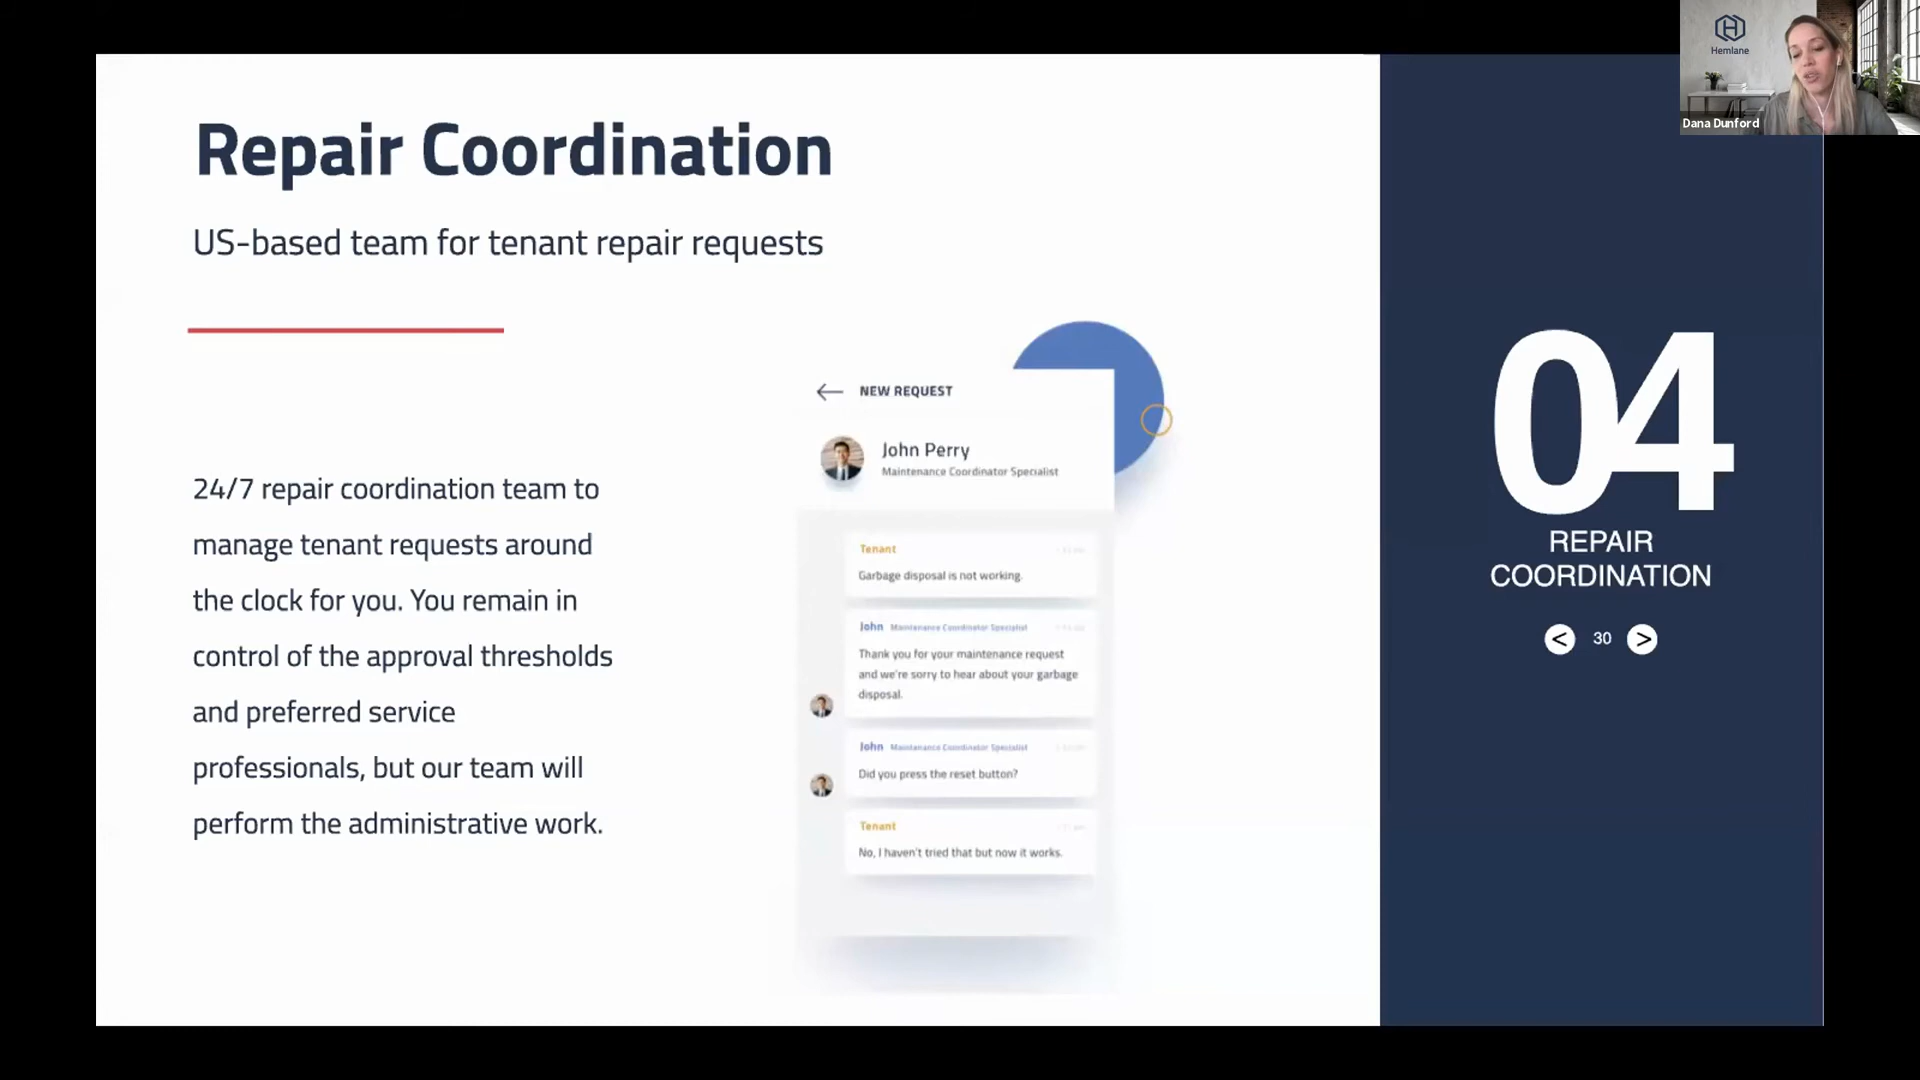 Repair Coordination
US-based team for tenant repair requests
24/7 repair coordination team to
manage tenant requests around
the clock for you. You remain in
control of the approval thresholds
and preferred service
professionals, but our team will
perform the administrative work.
NEW REQUEST
John Perry
Maintenance Coordinator Specialist
Tenant
Garbage disposal is not working.
John Maintenance Coordinator Specialist
Thank you for your maintenance request
and we're sorry to hear about your garbage
disposal.
John Maintenance Coordinator Specialist
Did you press the reset button?
Tenant
No, I haven't tried that but now it works.
04
REPAIR
COORDINATION
< 30 >
Hemlane
Dana Dunford